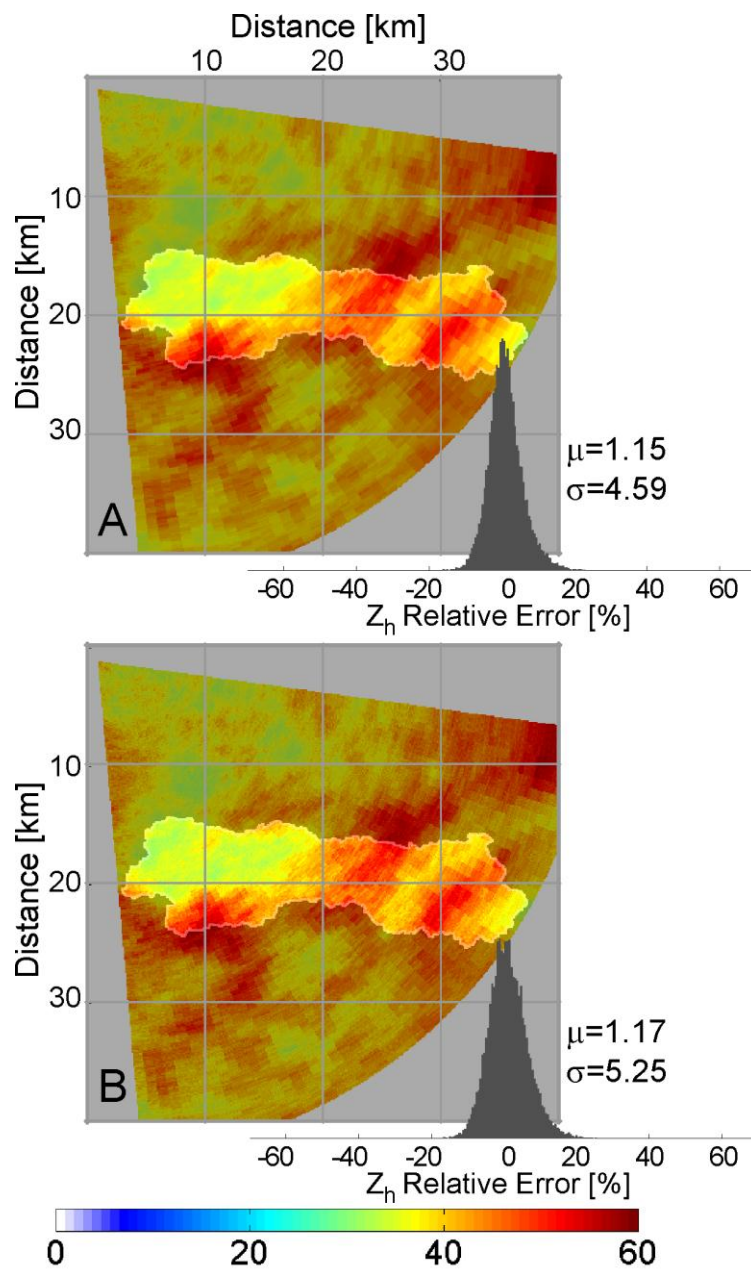 Distance [km]
10 20 30
Distance [km]
10
20
30
A
μ=1.15
σ=4.59
-60 -40 -20 0 20 40 60
Zh Relative Error [%]
Distance [km]
10
20
30
B
μ=1.17
σ=5.25
-60 -40 -20 0 20 40 60
Zh Relative Error [%]
0 20 40 60